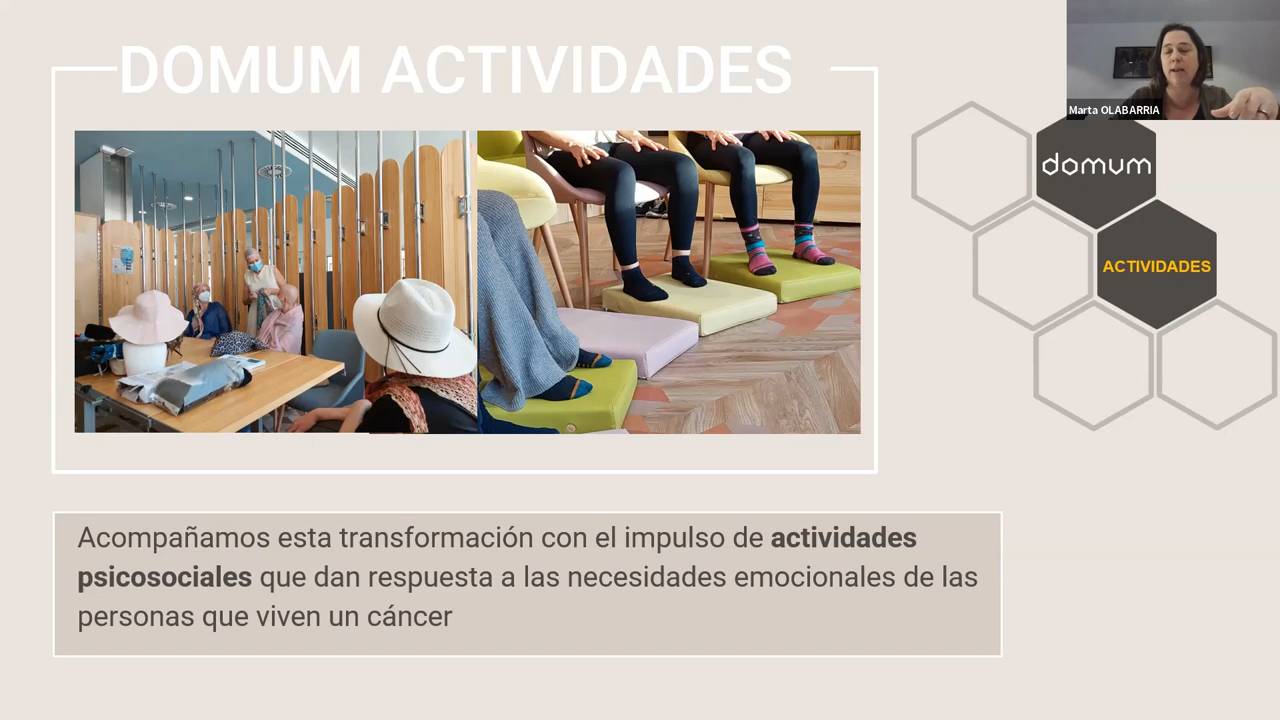 DOMUM ACTIVIDADES
Marta OLABARRIA
domum
ACTIVIDADES
Acompañamos esta transformación con el impulso de actividades
psicosociales que dan respuesta a las necesidades emocionales de las
personas que viven un cáncer